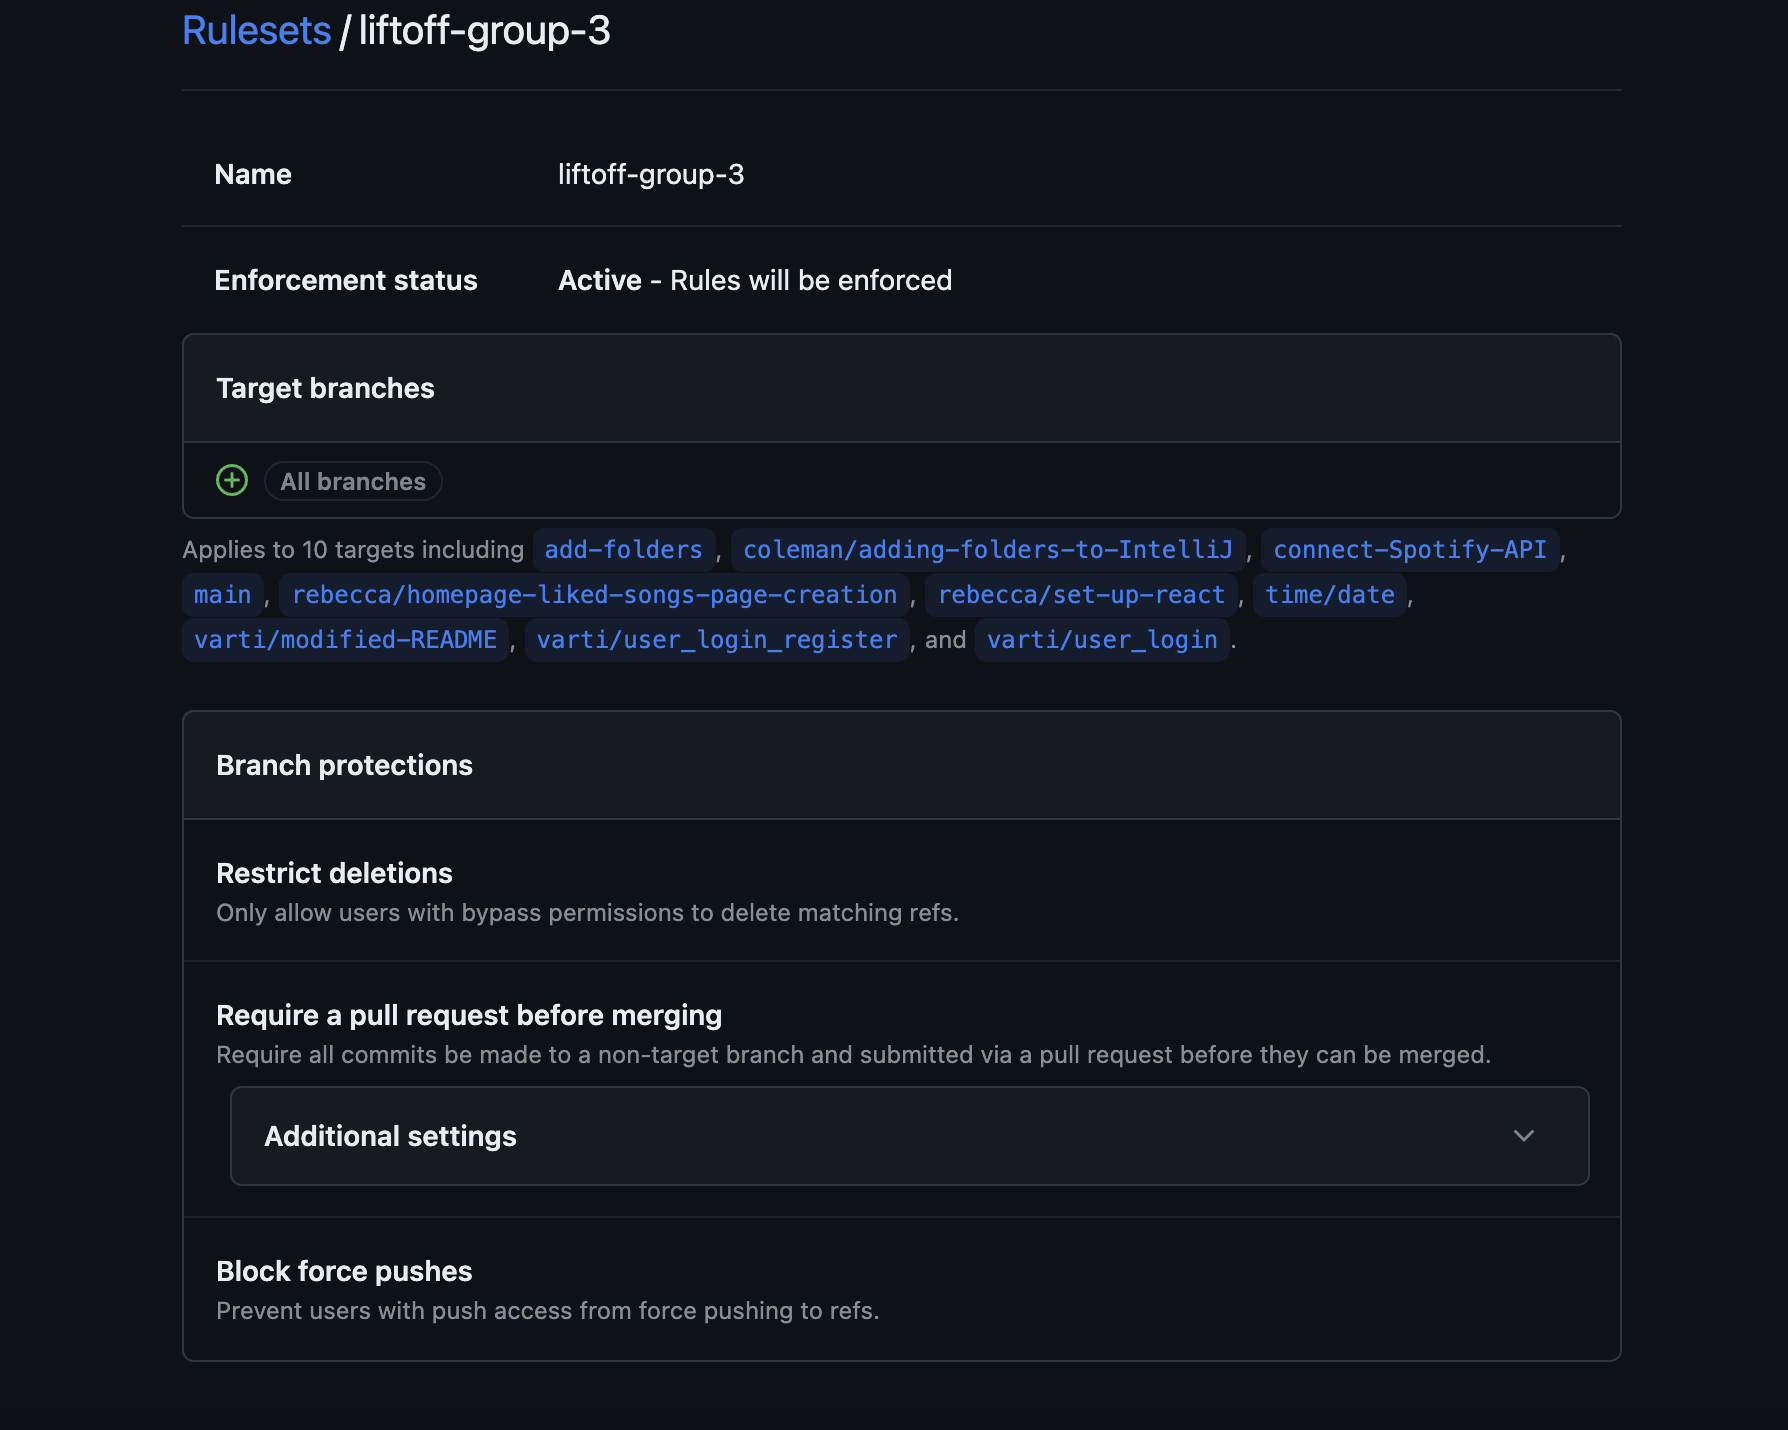 Rulesets / liftoff-group-3
Name liftoff-group-3
Enforcement status Active - Rules will be enforced
Target branches
All branches
Applies to 10 targets including add-folders , coleman/adding-folders-to-IntelliJ , connect-Spotify-API ,
main , rebecca/homepage-liked-songs-page-creation , rebecca/set-up-react , time/date ,
varti/modified-README , varti/user_login_register , and varti/user_login .
Branch protections
Restrict deletions
Only allow users with bypass permissions to delete matching refs.
Require a pull request before merging
Require all commits be made to a non-target branch and submitted via a pull request before they can be merged.
Additional settings
Block force pushes
Prevent users with push access from force pushing to refs.